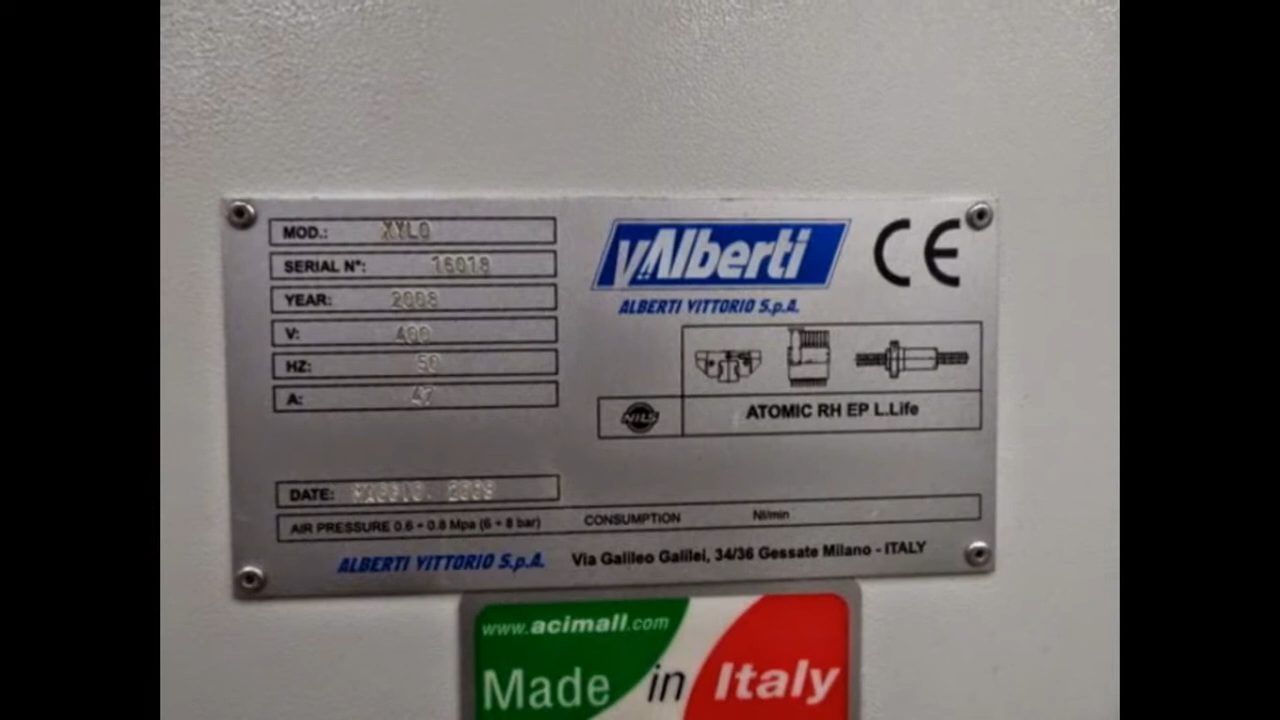 MOD.: XYLO
SERIAL N°: 16018
YEAR: 2008
V: 400
HZ: 50
A: 47
DATE: 2008
AIR PRESSURE 0.6 ÷ 0.8 Mpa (6 ÷ 8 bar) CONSUMPTION Nl/min
ALBERTI VITTORIO S.p.A. Via Galileo Galilei, 34/36 Gessate Milano - ITALY
vAlberti
CE
ALBERTI VITTORIO S.p.A.
NILS
ATOMIC RH EP L.Life
www.acimall.com
Made in Italy